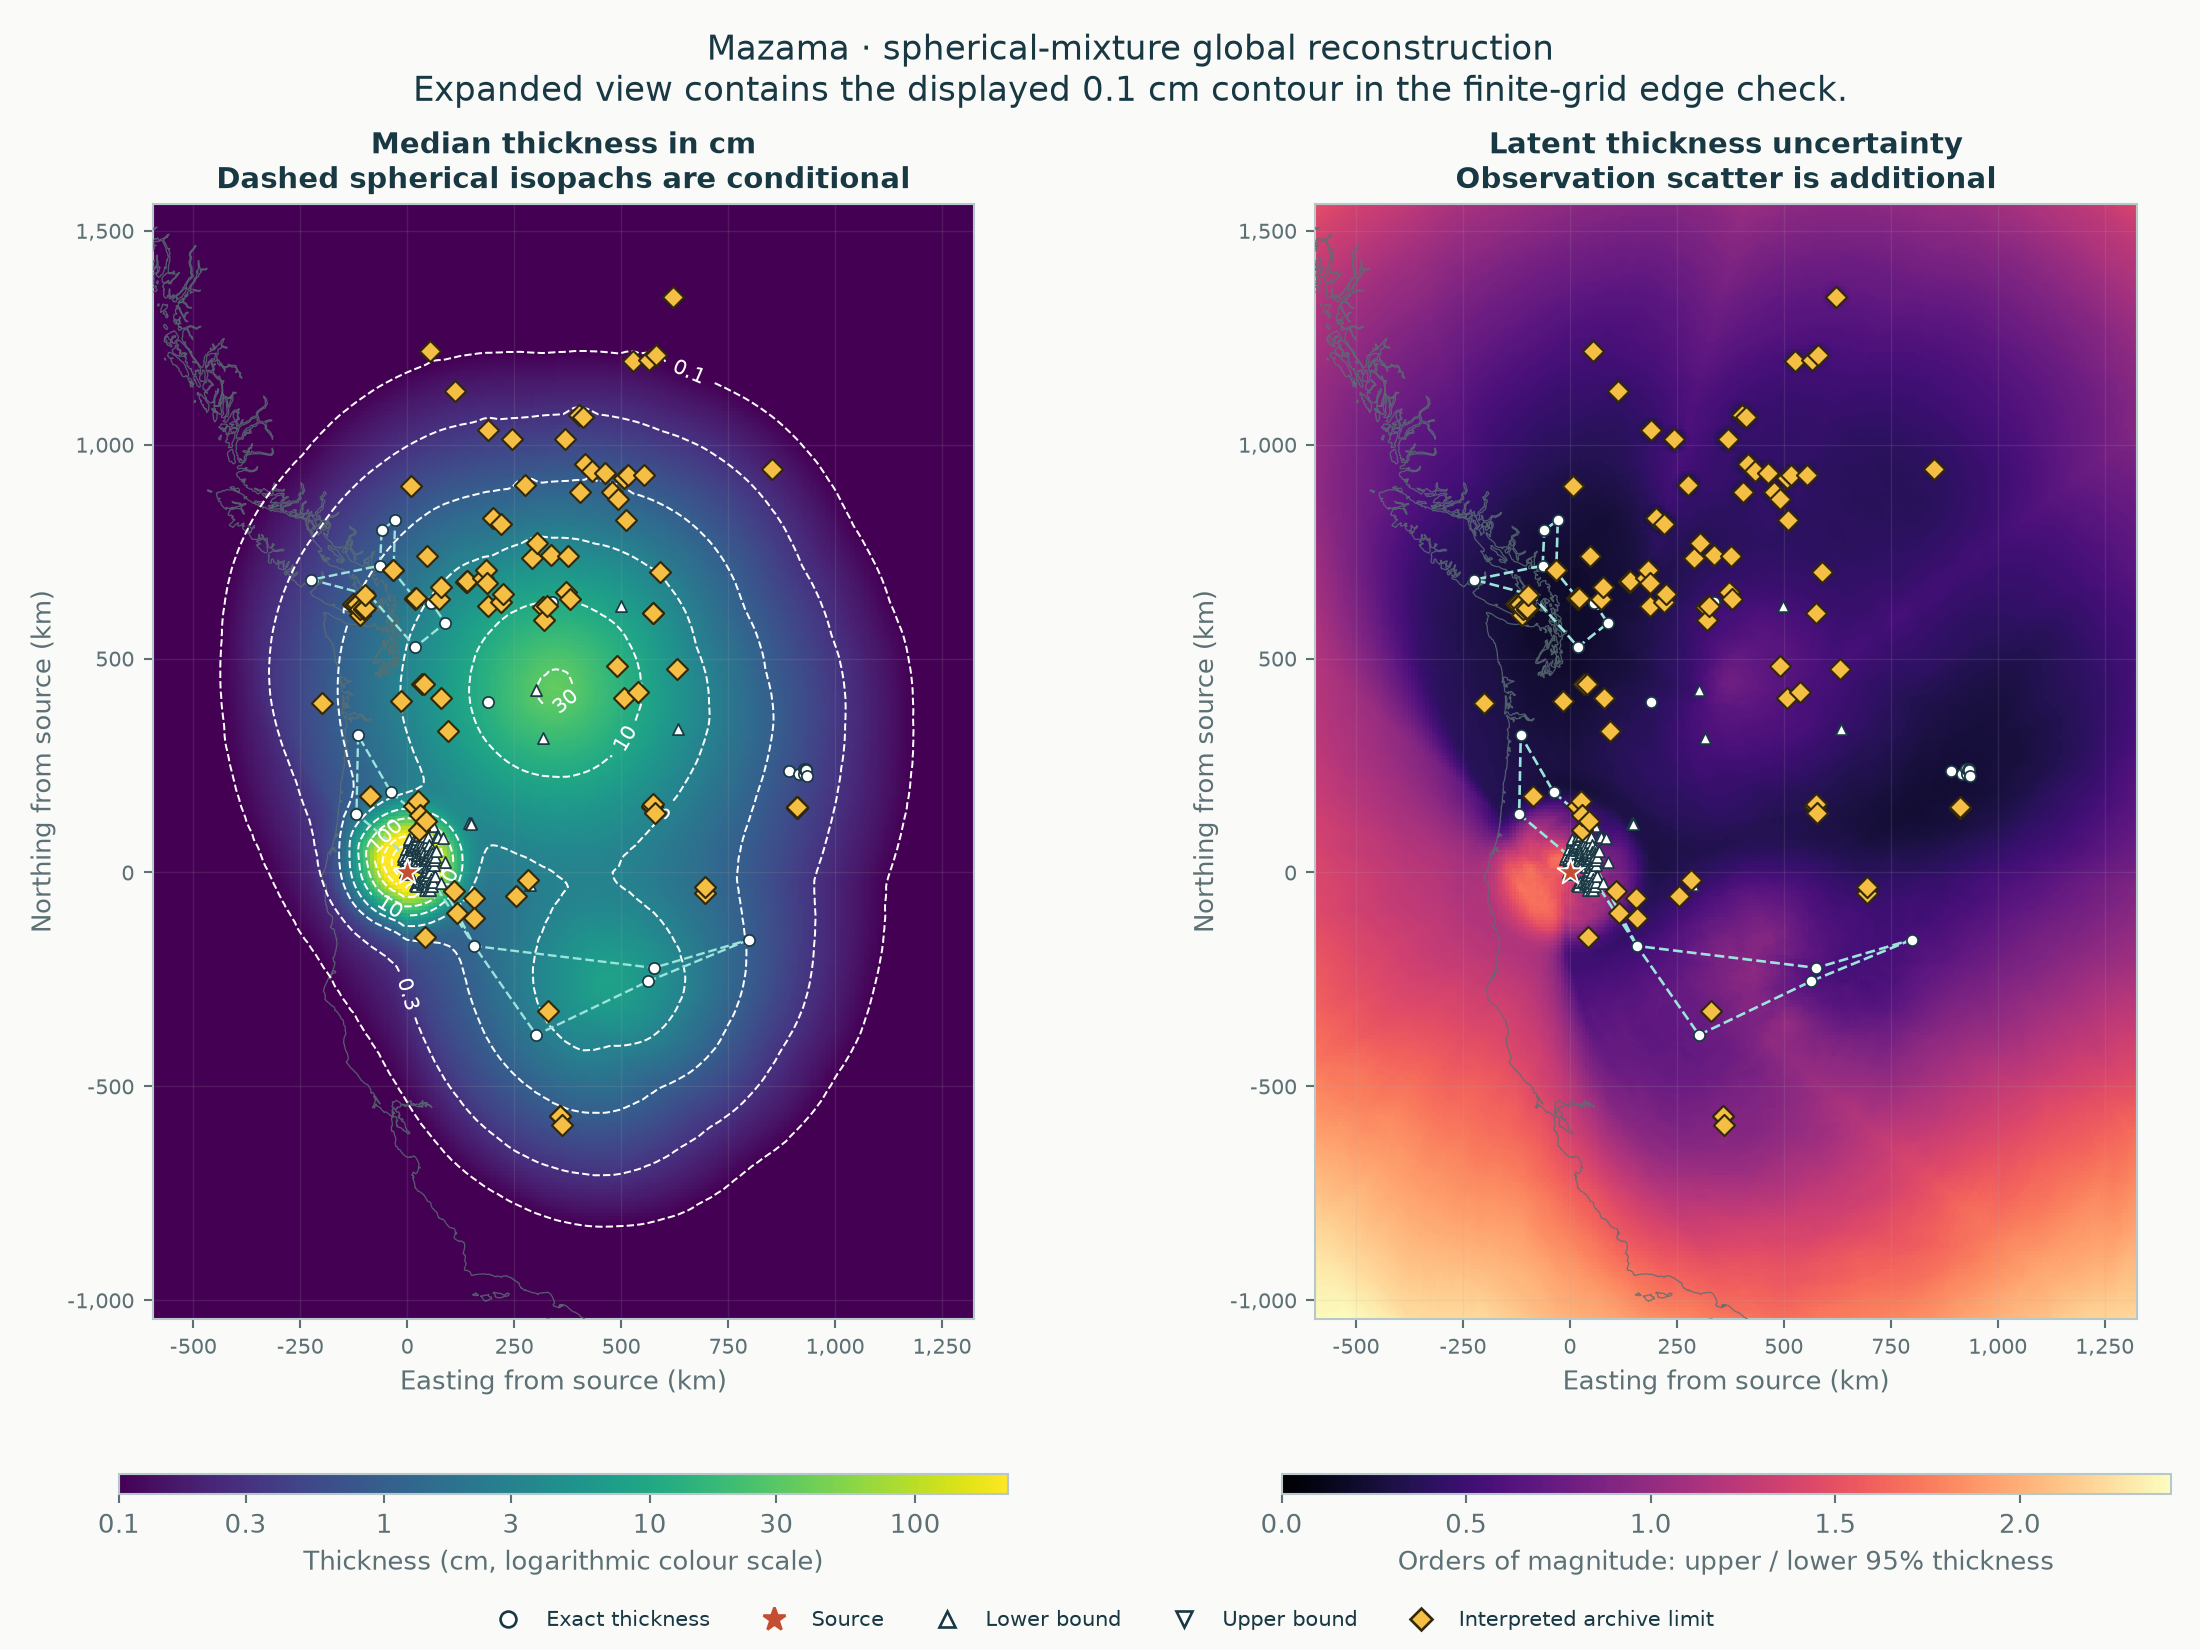 Mazama · spherical-mixture global reconstruction
Expanded view contains the displayed 0.1 cm contour in the finite-grid edge check.
Median thickness in cm
Dashed spherical isopachs are conditional
1,500
1,000
500
0
-500
-1,000
Northing from source (km)
0.1
30
10
100
10
0.3
-500
-250
0
250
500
750
1,000
1,250
Easting from source (km)
0.1
0.3
1
3
10
30
100
Thickness (cm, logarithmic colour scale)
Latent thickness uncertainty
Observation scatter is additional
1,500
1,000
500
0
-500
-1,000
Northing from source (km)
-500
-250
0
250
500
750
1,000
1,250
Easting from source (km)
0.0
0.5
1.0
1.5
2.0
Orders of magnitude: upper / lower 95% thickness
Exact thickness
Source
Lower bound
Upper bound
Interpreted archive limit